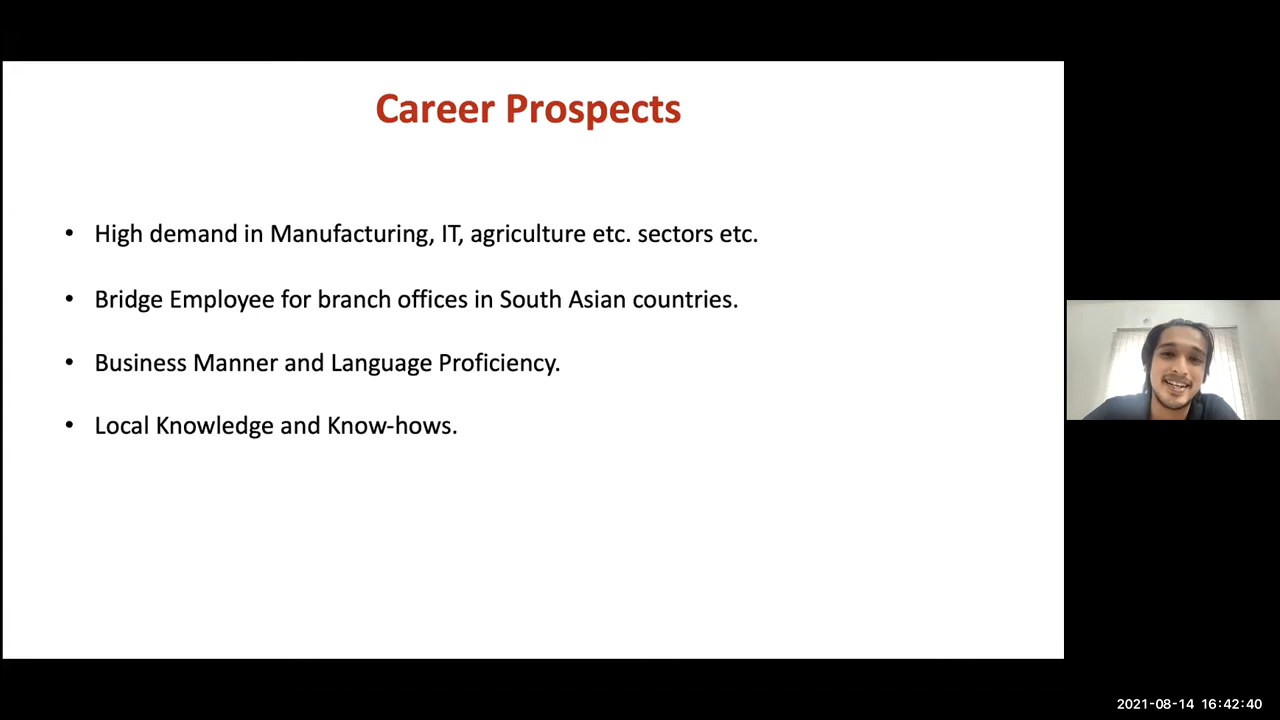 Career Prospects
• High demand in Manufacturing, IT, agriculture etc. sectors etc.
• Bridge Employee for branch offices in South Asian countries.
• Business Manner and Language Proficiency.
• Local Knowledge and Know-hows.
2021-08-14 16:42:40